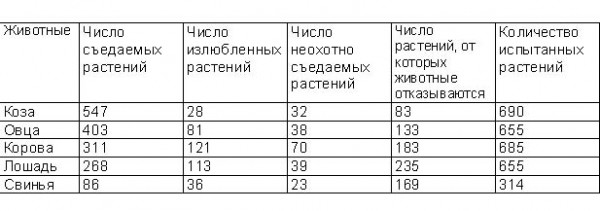 Животные Число съедаемых растений Число излюбленных растений Число неохотно съедаемых растений Число растений, от которых животные отказываются Количество испытанных растений
Коза 547 28 32 83 690
Овца 403 81 38 133 655
Корова 311 121 70 183 685
Лошадь 268 113 39 235 655
Свинья 86 36 23 169 314